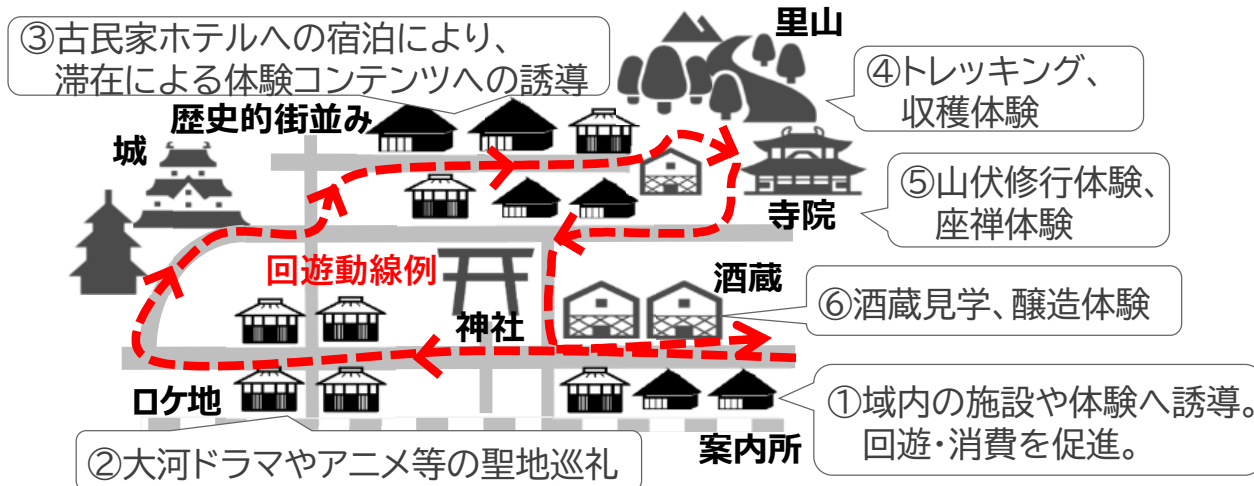 ③古民家ホテルへの宿泊により、
滞在による体験コンテンツへの誘導
里山
④トレッキング、
収穫体験
歴史的街並み
城
⑤山伏修行体験、
座禅体験
寺院
回遊動線例
酒蔵
⑥酒蔵見学、醸造体験
神社
ロケ地
①域内の施設や体験へ誘導。
回遊・消費を促進。
案内所
②大河ドラマやアニメ等の聖地巡礼